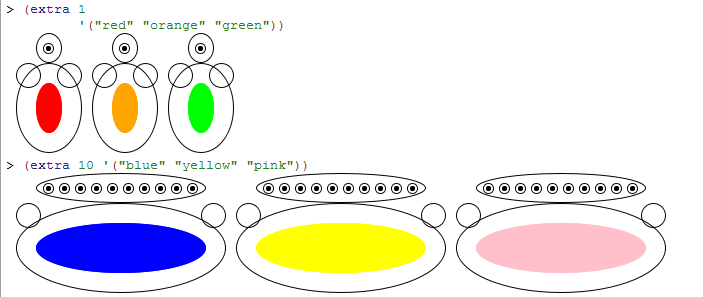 > (extra 1
'("red" "orange" "green"))
> (extra 10 '("blue" "yellow" "pink"))